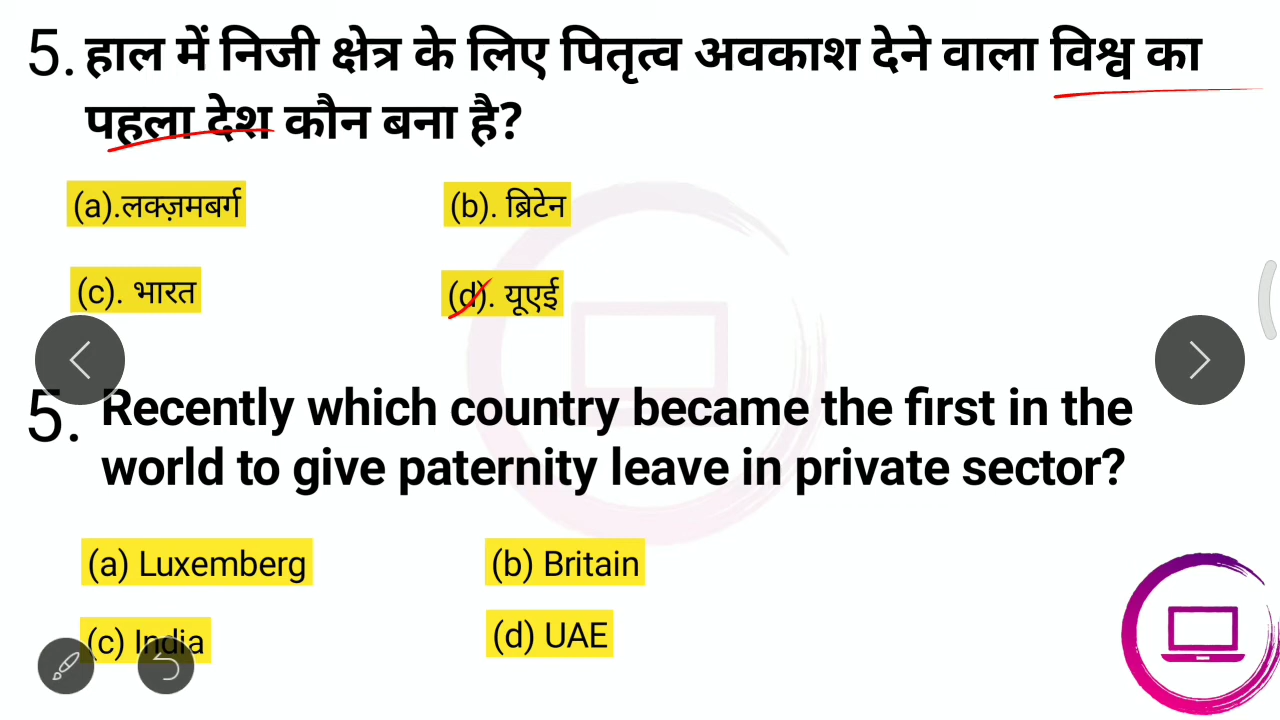 5. हाल में निजी क्षेत्र के लिए पितृत्व अवकाश देने वाला विश्व का
पहला देश कौन बना है?
(a).लक्ज़मबर्ग (b). ब्रिटेन
(c). भारत (d). यूएई
5. Recently which country became the first in the
world to give paternity leave in private sector?
(a) Luxemberg (b) Britain
(c) India (d) UAE